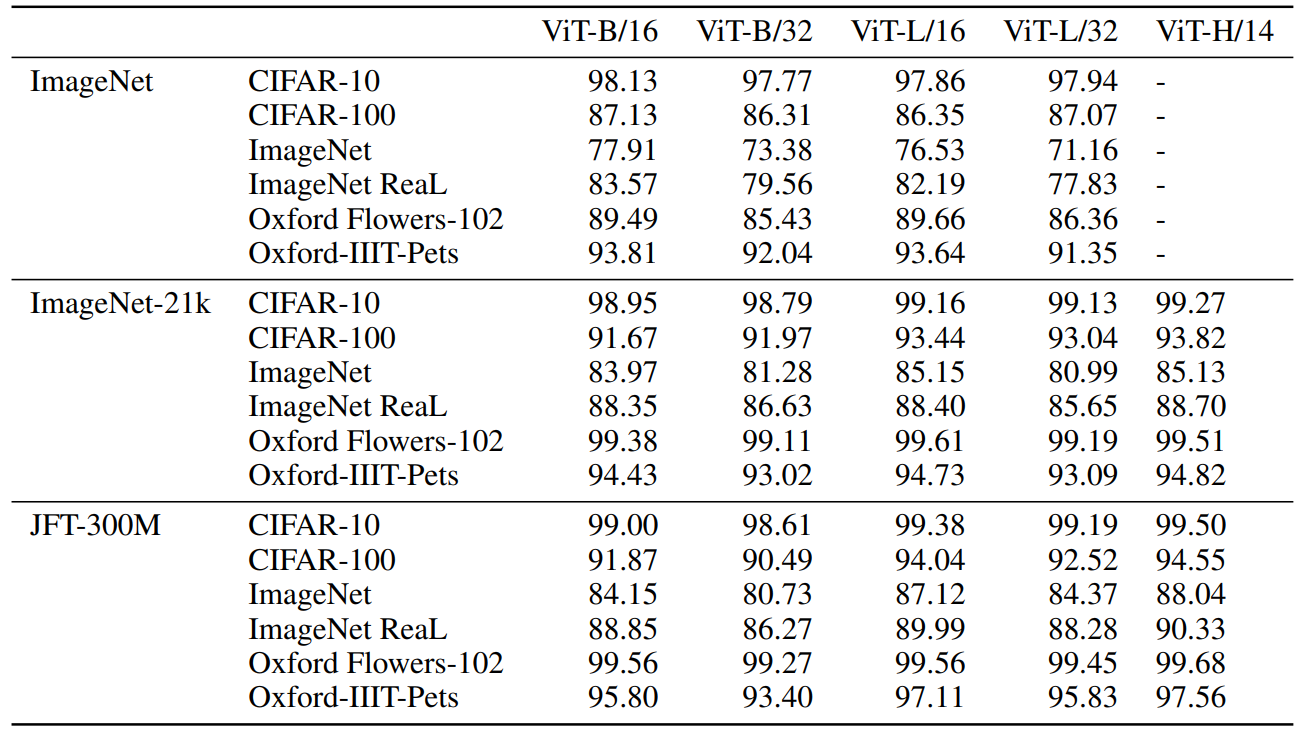 ViT-B/16 ViT-B/32 ViT-L/16 ViT-L/32 ViT-H/14
ImageNet CIFAR-10 98.13 97.77 97.86 97.94 -
CIFAR-100 87.13 86.31 86.35 87.07 -
ImageNet 77.91 73.38 76.53 71.16 -
ImageNet ReaL 83.57 79.56 82.19 77.83 -
Oxford Flowers-102 89.49 85.43 89.66 86.36 -
Oxford-IIIT-Pets 93.81 92.04 93.64 91.35 -
ImageNet-21k CIFAR-10 98.95 98.79 99.16 99.13 99.27
CIFAR-100 91.67 91.97 93.44 93.04 93.82
ImageNet 83.97 81.28 85.15 80.99 85.13
ImageNet ReaL 88.35 86.63 88.40 85.65 88.70
Oxford Flowers-102 99.38 99.11 99.61 99.19 99.51
Oxford-IIIT-Pets 94.43 93.02 94.73 93.09 94.82
JFT-300M CIFAR-10 99.00 98.61 99.38 99.19 99.50
CIFAR-100 91.87 90.49 94.04 92.52 94.55
ImageNet 84.15 80.73 87.12 84.37 88.04
ImageNet ReaL 88.85 86.27 89.99 88.28 90.33
Oxford Flowers-102 99.56 99.27 99.56 99.45 99.68
Oxford-IIIT-Pets 95.80 93.40 97.11 95.83 97.56